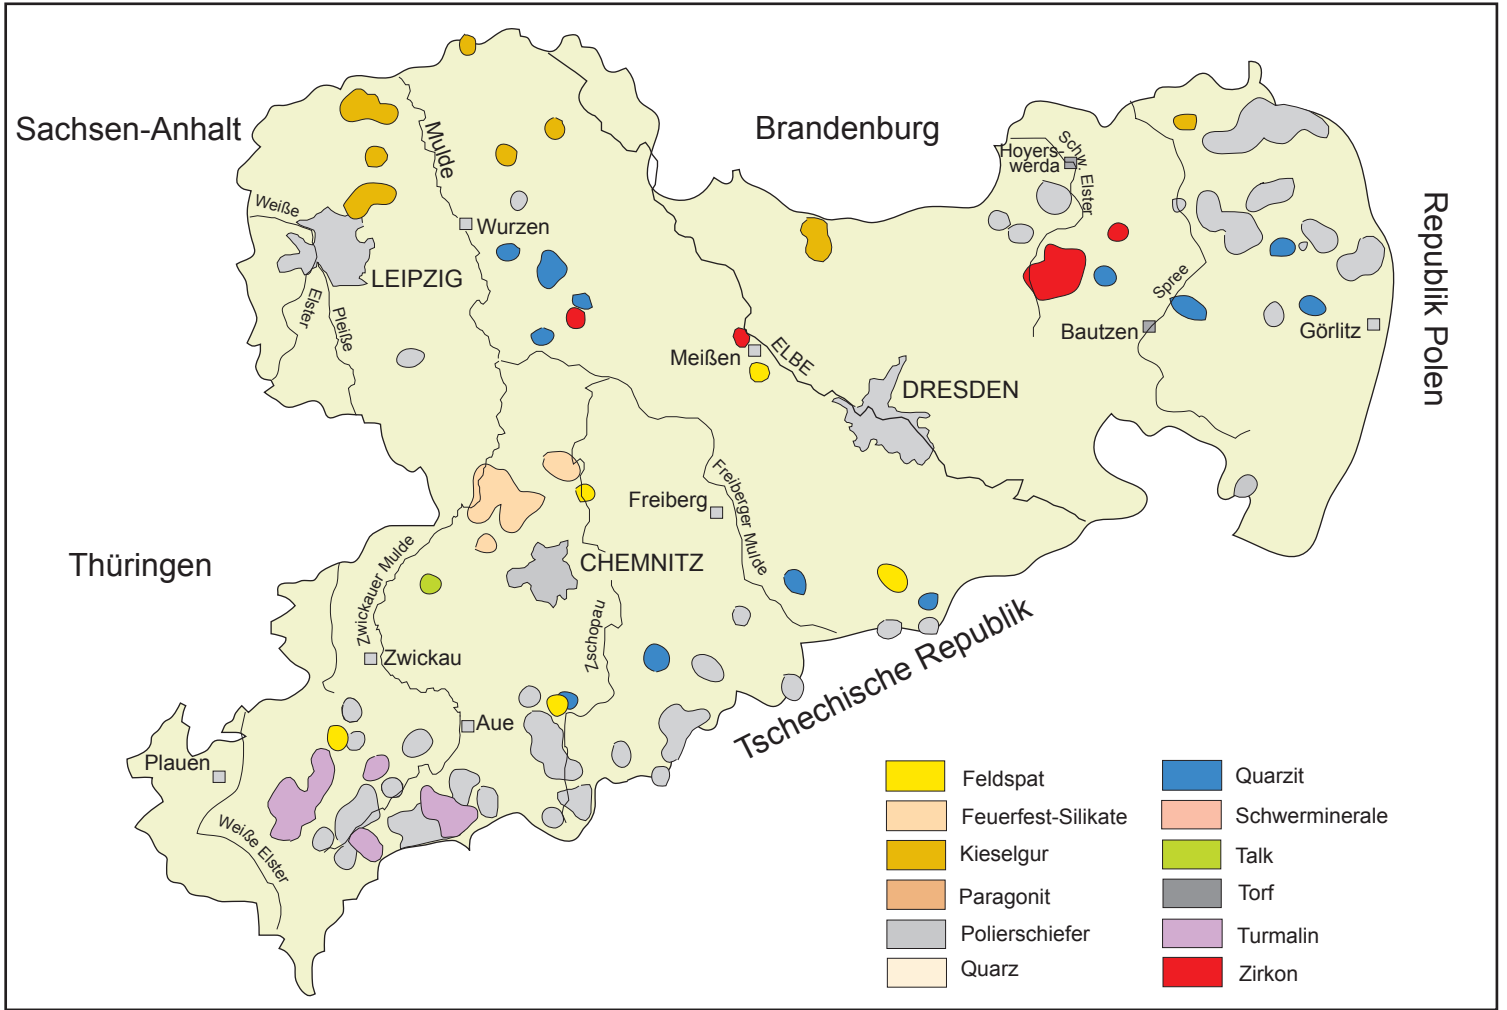 Sachsen-Anhalt
Brandenburg
Republik Polen
Thüringen
Tschechische Republik
Mulde
Weiße
Elster
Pleiße
Wurzen
LEIPZIG
Hoyers-
werda
Schw. Elster
Spree
Bautzen
Görlitz
Meißen
ELBE
DRESDEN
Freiberg
Freiberger Mulde
CHEMNITZ
Zschopau
Zwickauer Mulde
Zwickau
Aue
Plauen
Weiße Elster
Feldspat
Feuerfest-Silikate
Kieselgur
Paragonit
Polierschiefer
Quarz
Quarzit
Schwerminerale
Talk
Torf
Turmalin
Zirkon